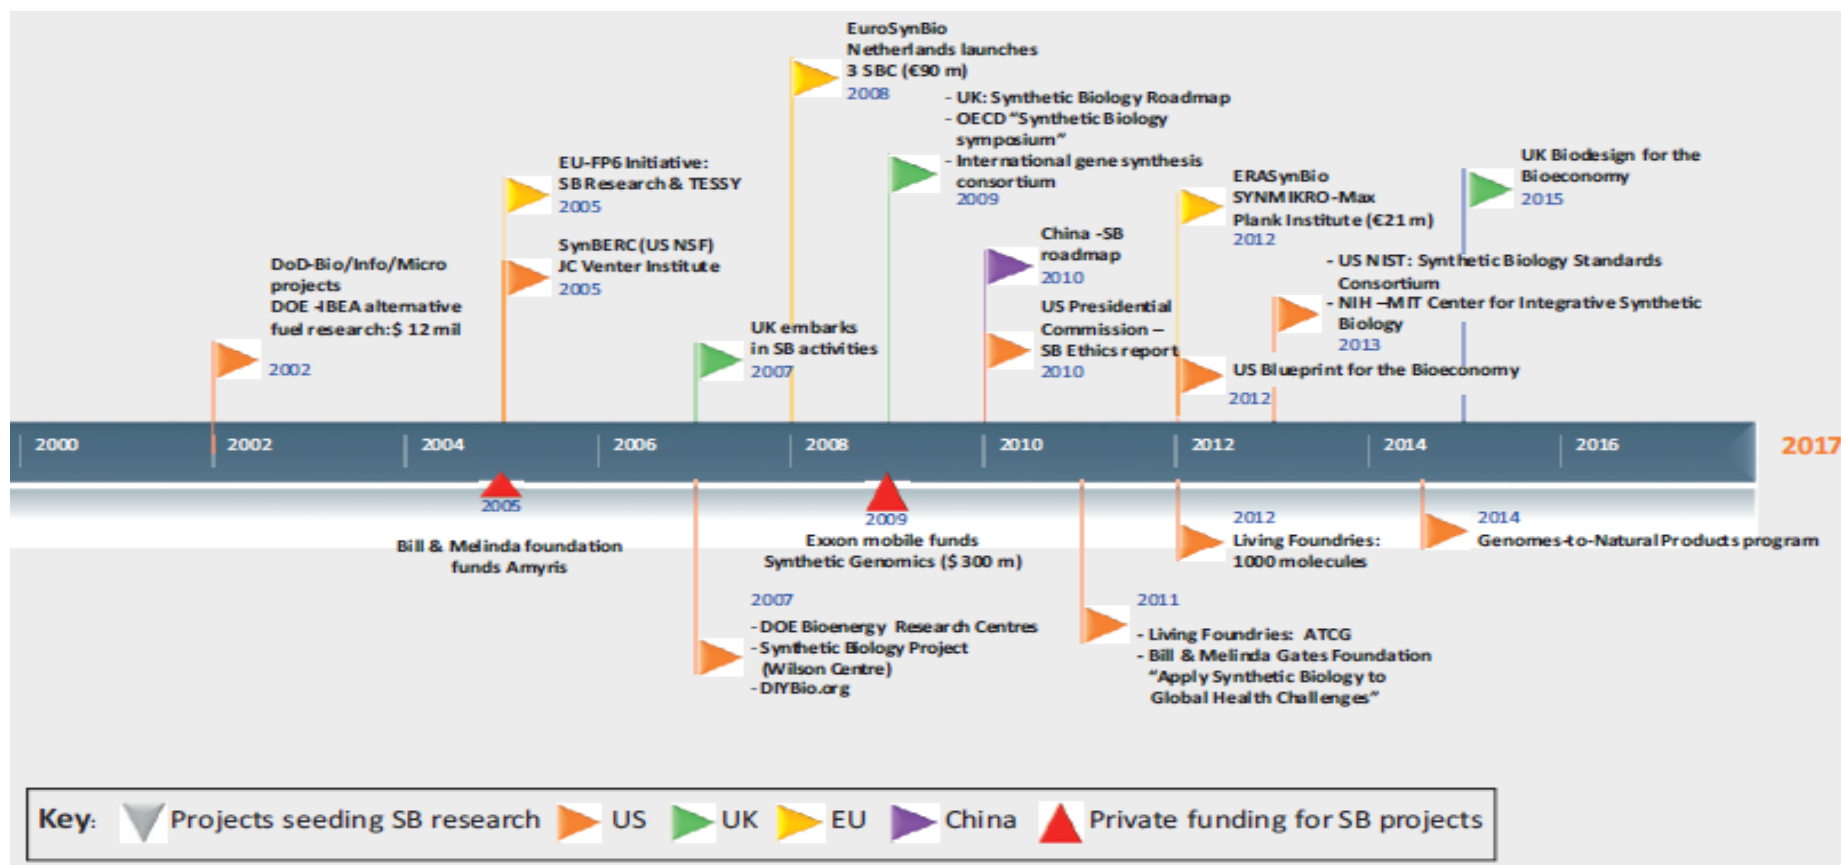 EuroSynBio
Netherlands launches
3 SBC (€90 m)
2008
- UK: Synthetic Biology Roadmap
- OECD “Synthetic Biology
symposium”
- International gene synthesis
consortium
2009
EU-FP6 Initiative:
SB Research & TESSY
2005
SynBERC (US NSF)
JC Venter Institute
2005
DoD-Bio/Info/Micro
projects
DOE -IBEA alternative
fuel research: $ 12 mil
2002
UK embarks
in SB activities
2007
China -SB
roadmap
2010
US Presidential
Commission –
SB Ethics report
2010
ERASynBio
SYNMIKRO-Max
Plank Institute (€21 m)
2012
UK Biodesign for the
Bioeconomy
2015
- US NIST: Synthetic Biology Standards
Consortium
- NIH –MIT Center for Integrative Synthetic
Biology
2013
US Blueprint for the Bioeconomy
2012
2000 2002 2004 2006 2008 2010 2012 2014 2016 2017
2005
Bill & Melinda foundation
funds Amyris
2009
Exxon mobile funds
Synthetic Genomics ($ 300 m)
2007
- DOE Bioenergy Research Centres
- Synthetic Biology Project
(Wilson Centre)
- DIYBio.org
2011
- Living Foundries: ATCG
- Bill & Melinda Gates Foundation
“Apply Synthetic Biology to
Global Health Challenges”
2012
Living Foundries:
1000 molecules
2014
Genomes-to-Natural Products program
Key: Projects seeding SB research US UK EU China Private funding for SB projects